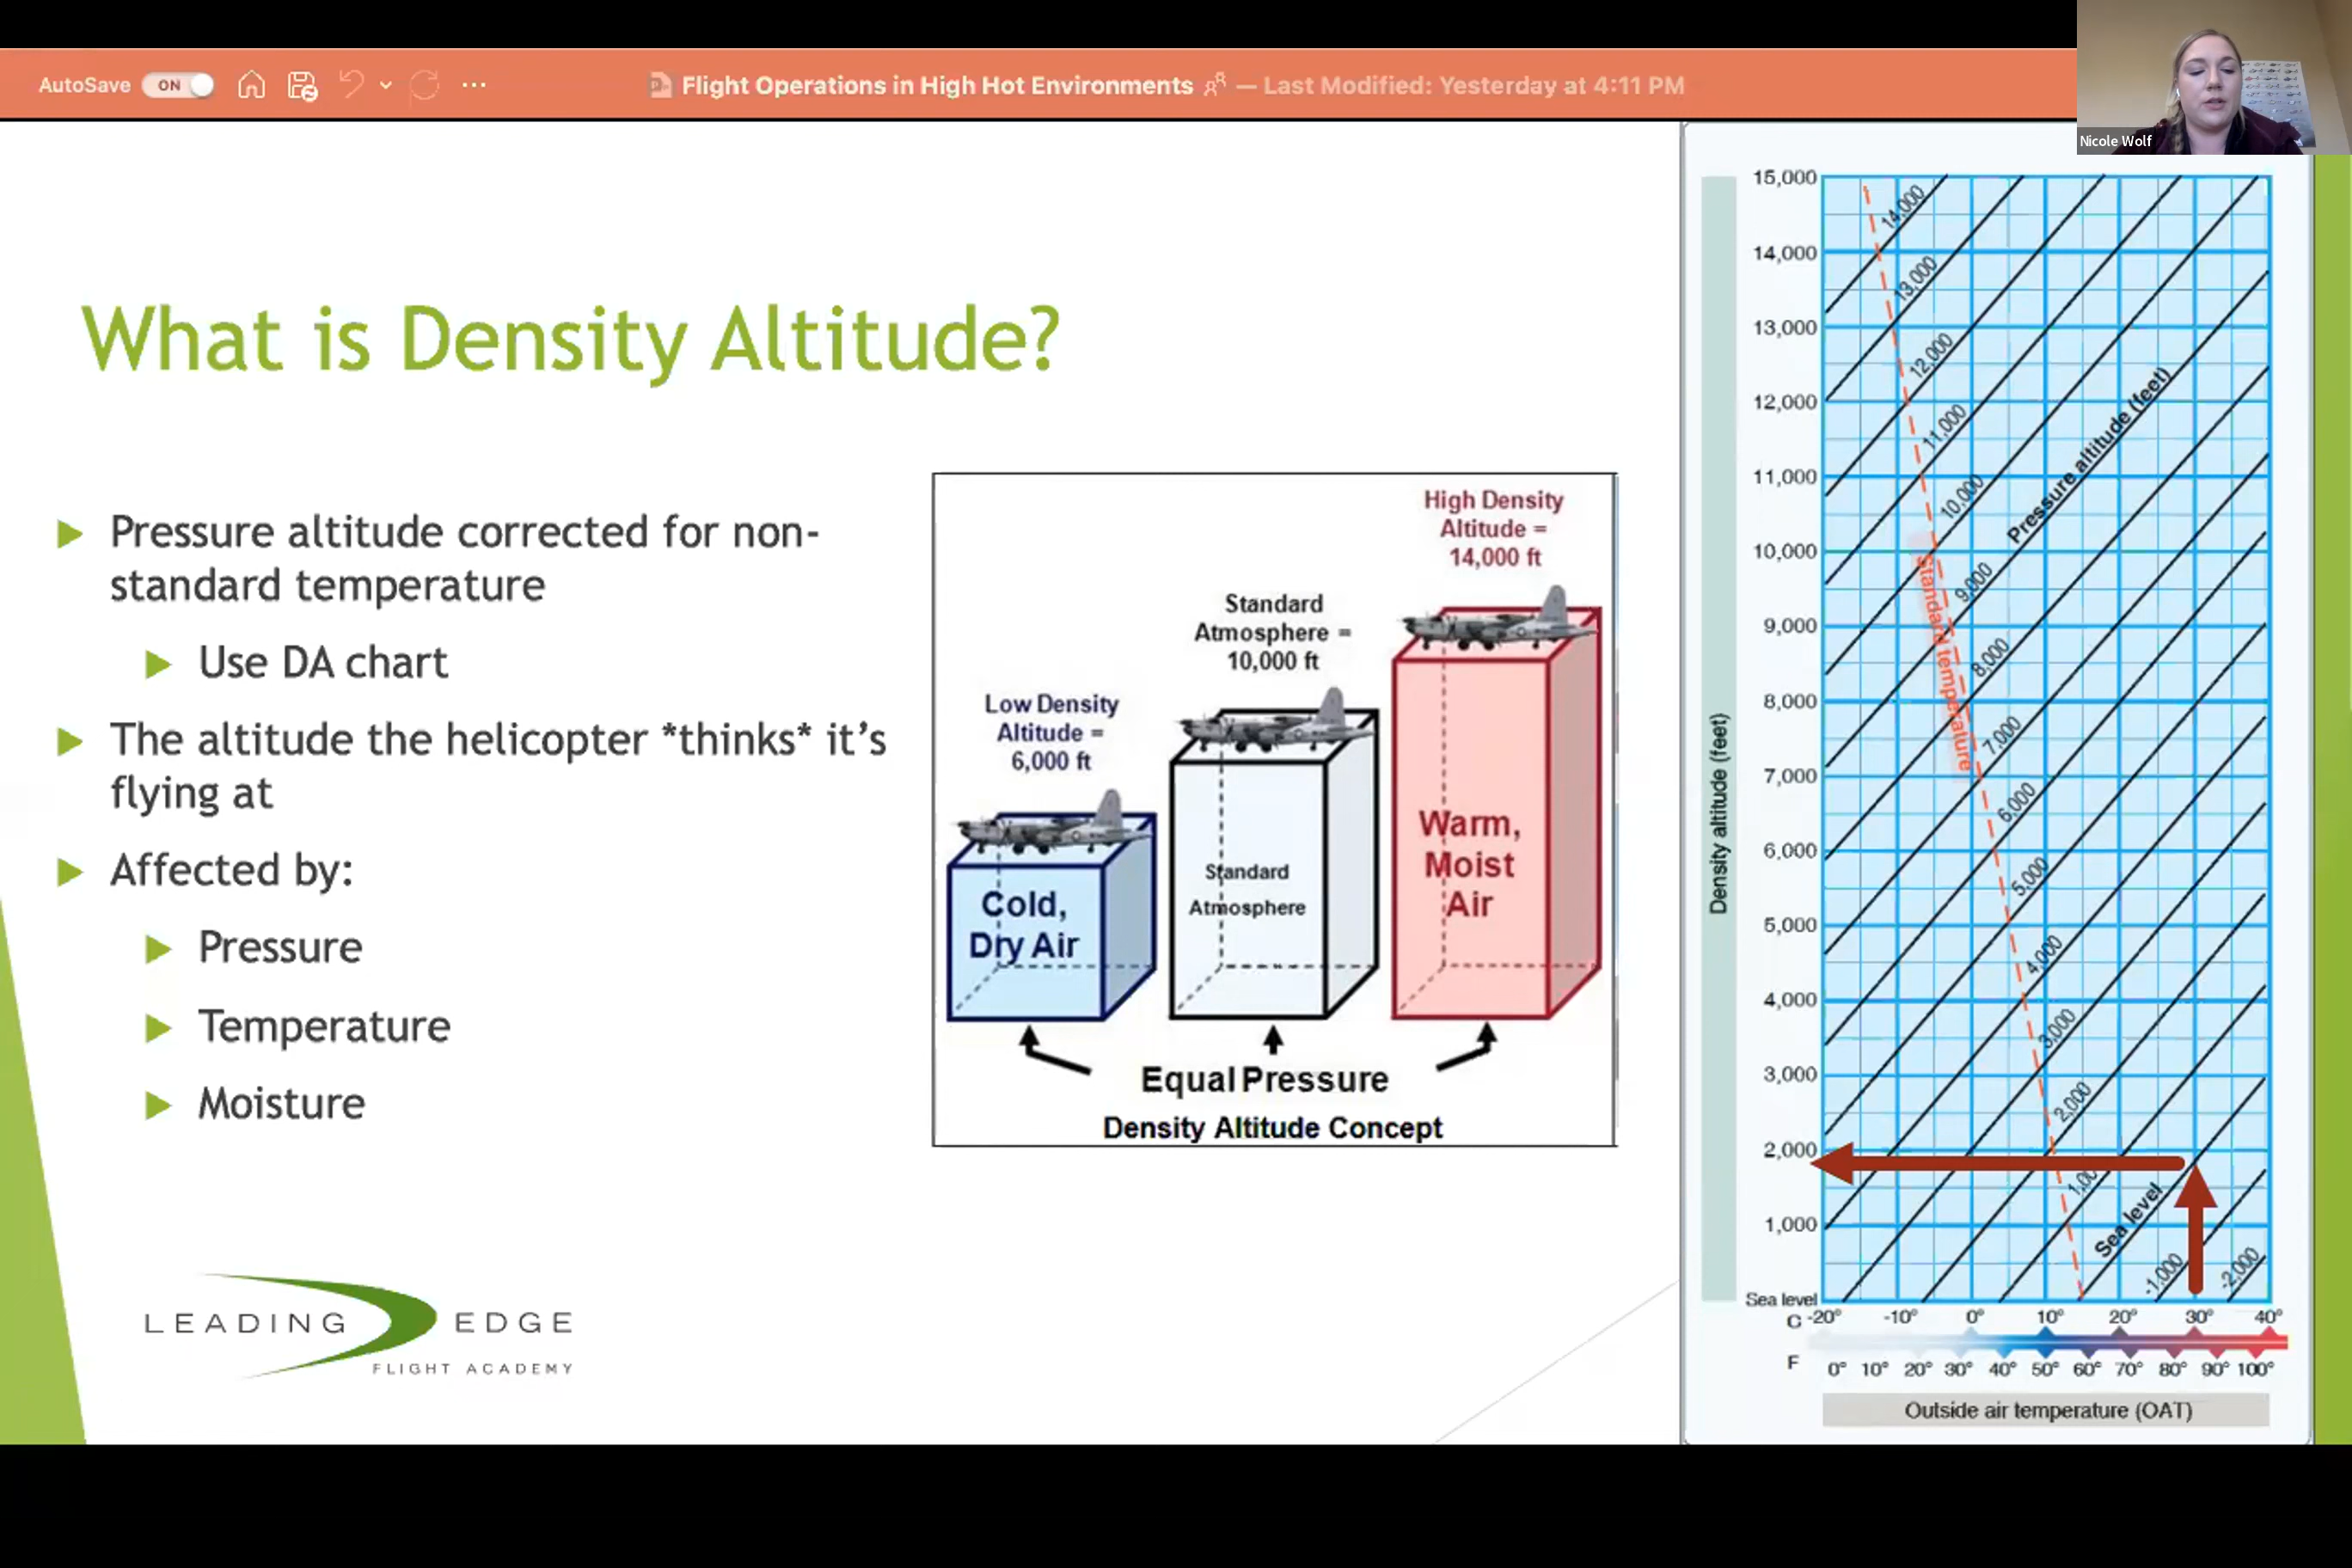 AutoSave ON Flight Operations in High Hot Environments — Last Modified: Yesterday at 4:11 PM
Nicole Wolf
What is Density Altitude?
Pressure altitude corrected for non-
standard temperature
Use DA chart
The altitude the helicopter *thinks* it's
flying at
Affected by:
Pressure
Temperature
Moisture
LEADING EDGE
FLIGHT ACADEMY
High Density
Altitude =
14,000 ft
Standard
Atmosphere =
10,000 ft
Low Density
Altitude =
6,000 ft
Warm,
Moist
Air
Standard
Atmosphere
Cold,
Dry Air
Equal Pressure
Density Altitude Concept
Density altitude (feet)
15,000
14,000
13,000
12,000
11,000
10,000
9,000
8,000
7,000
6,000
5,000
4,000
3,000
2,000
1,000
Sea level
14,000
13,000
12,000
11,000
10,000
9,000
8,000
7,000
6,000
5,000
4,000
3,000
2,000
1,00
Sea level
-1,000
-2,000
Pressure altitude (feet)
Standard temperature
C -20° -10° 0° 10° 20° 30° 40°
F 0° 10° 20° 30° 40° 50° 60° 70° 80° 90° 100°
Outside air temperature (OAT)